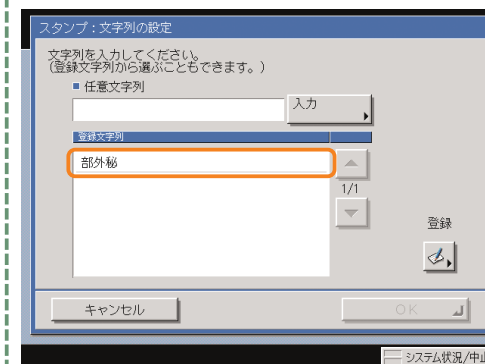 スタンプ：文字列の設定
文字列を入力してください。
（登録文字列から選ぶこともできます。）
■ 任意文字列
入力
登録文字列
部外秘
1/1
登録
キャンセル
OK
システム状況/中止